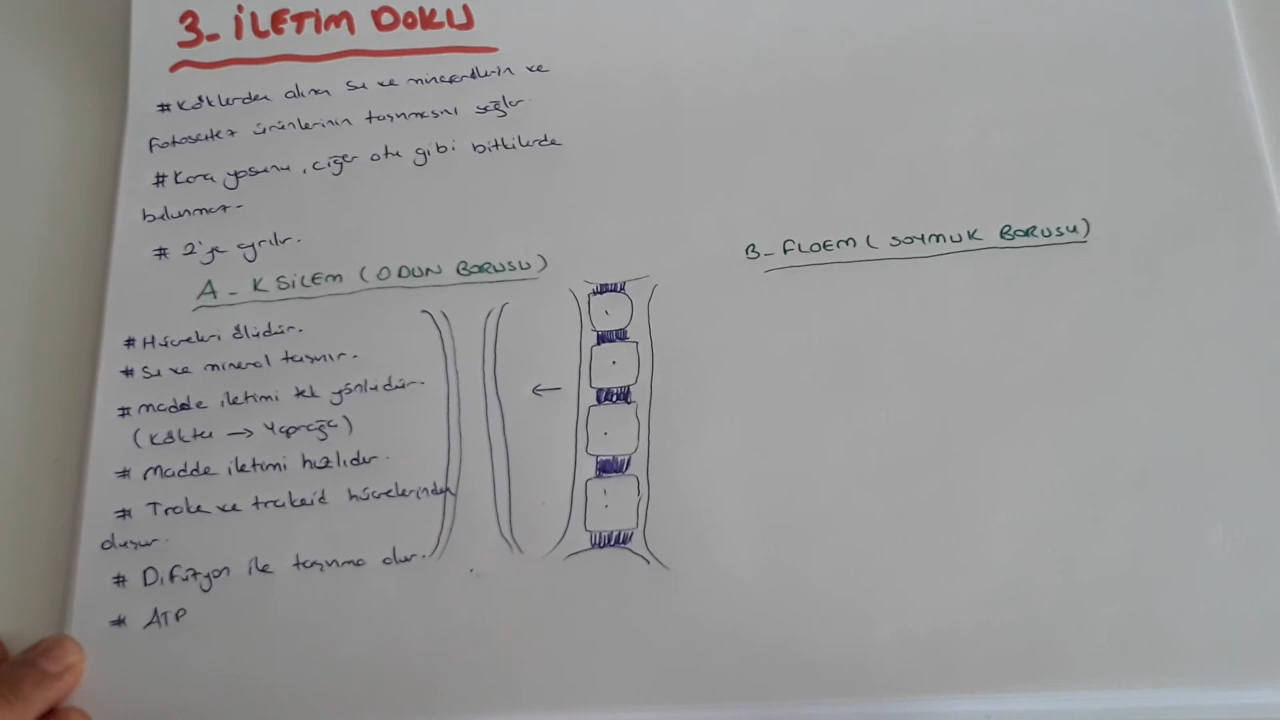 3- İLETİM DOKU
# Köklerden alınan su ve minerallerin ve
fotosentez ürünlerinin taşınmasını sağlar.
# Kara yosunu, ciğer otu gibi bitkilerde
bulunmaz.
# 2'ye ayrılır.
A - KSİLEM (ODUN BORUSU)
# Hücreleri ölüdür.
# Su ve mineral taşınır.
# Madde iletimi tek yönlüdür.
(Kökten → Yaprağa)
# Madde iletimi hızlıdır.
# Trake ve trakeid hücrelerinden
oluşur.
# Difüzyon ile taşınma olur.
# ATP
B - FLOEM (SOYMUK BORUSU)